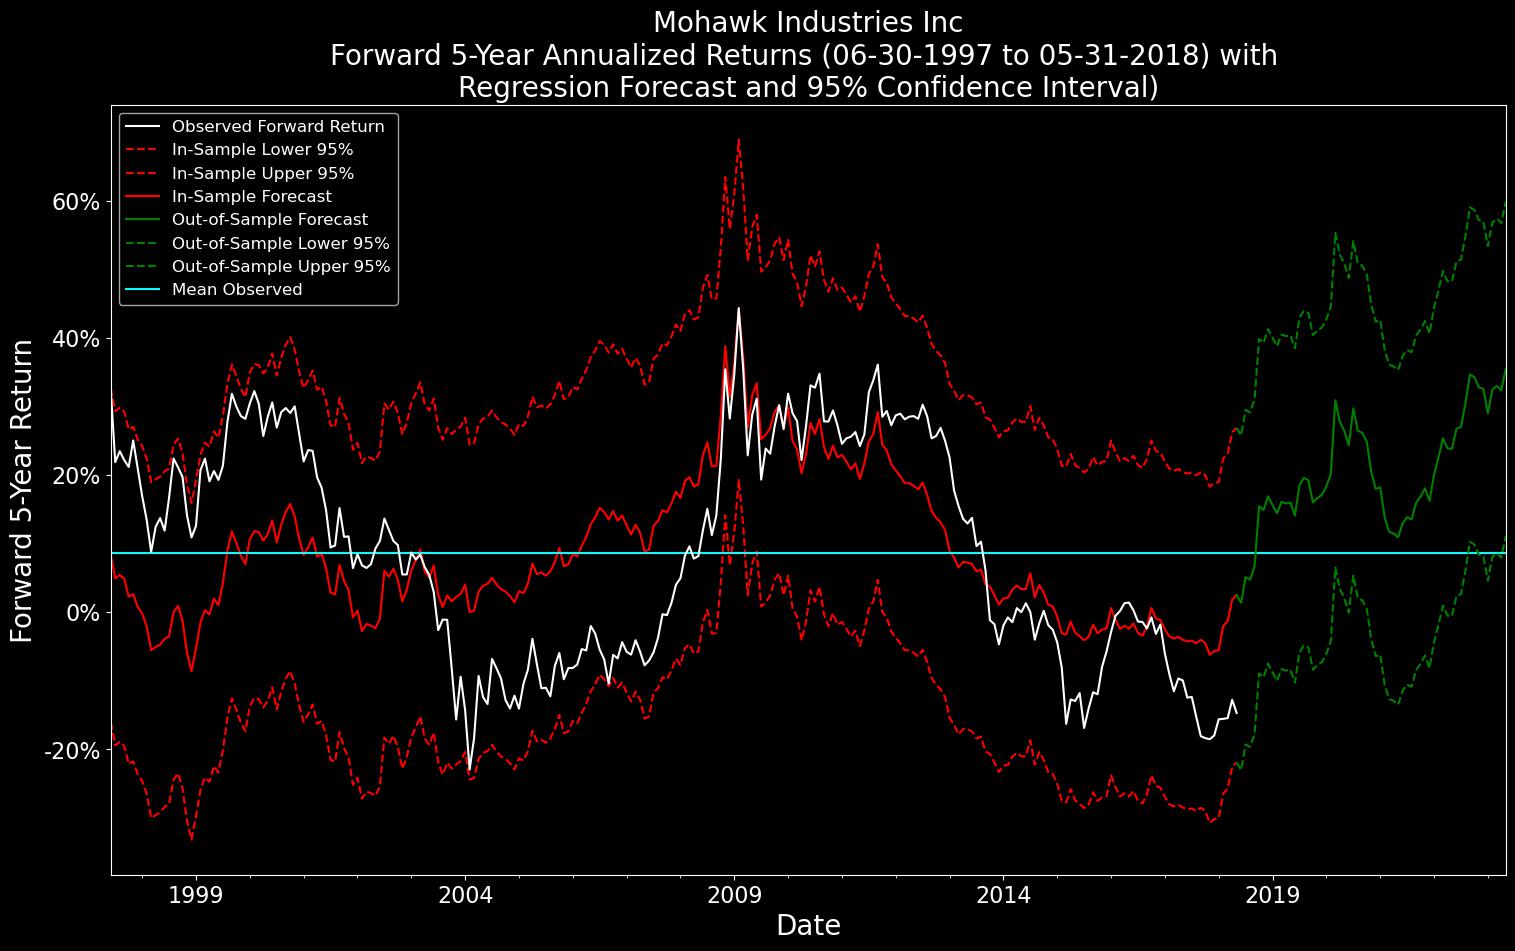 Mohawk Industries Inc
Forward 5-Year Annualized Returns (06-30-1997 to 05-31-2018) with
Regression Forecast and 95% Confidence Interval)
Observed Forward Return
In-Sample Lower 95%
In-Sample Upper 95%
In-Sample Forecast
Out-of-Sample Forecast
Out-of-Sample Lower 95%
Out-of-Sample Upper 95%
Mean Observed
Forward 5-Year Return
60%
40%
20%
0%
-20%
1999
2004
2009
2014
2019
Date